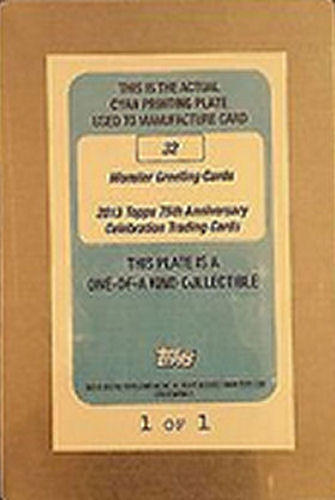 THIS IS THE ACTUAL
CYAN PRINTING PLATE
USED TO MANUFACTURE CARD
32
Monster Greeting Cards
2013 Topps 75th Anniversary
Celebration Trading Cards
THIS PLATE IS A
ONE-OF-A KIND COLLECTIBLE
Topps
1 OF 1